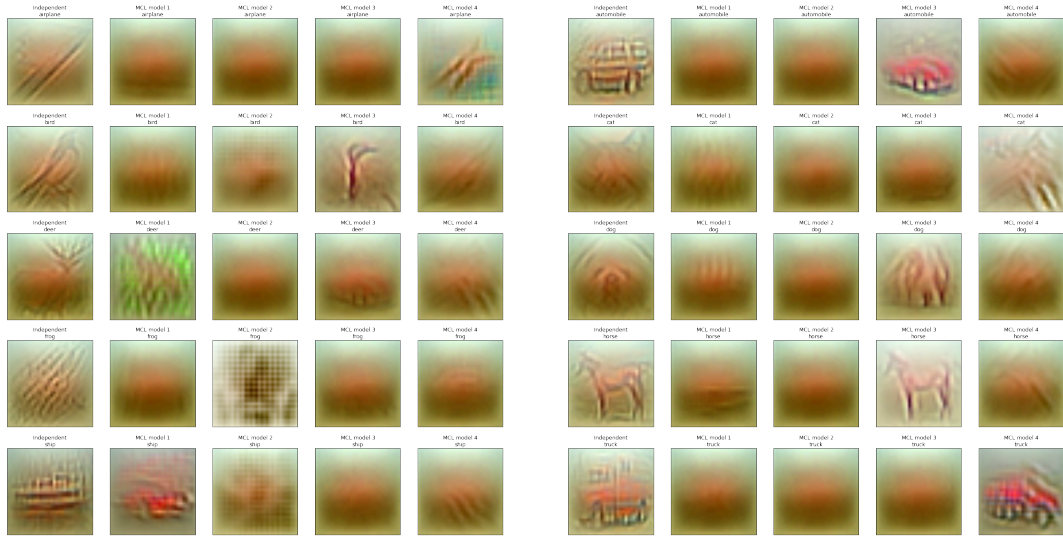 Independent
airplane
MCL model 1
airplane
MCL model 2
airplane
MCL model 3
airplane
MCL model 4
airplane
Independent
automobile
MCL model 1
automobile
MCL model 2
automobile
MCL model 3
automobile
MCL model 4
automobile
Independent
bird
MCL model 1
bird
MCL model 2
bird
MCL model 3
bird
MCL model 4
bird
Independent
cat
MCL model 1
cat
MCL model 2
cat
MCL model 3
cat
MCL model 4
cat
Independent
deer
MCL model 1
deer
MCL model 2
deer
MCL model 3
deer
MCL model 4
deer
Independent
dog
MCL model 1
dog
MCL model 2
dog
MCL model 3
dog
MCL model 4
dog
Independent
frog
MCL model 1
frog
MCL model 2
frog
MCL model 3
frog
MCL model 4
frog
Independent
horse
MCL model 1
horse
MCL model 2
horse
MCL model 3
horse
MCL model 4
horse
Independent
ship
MCL model 1
ship
MCL model 2
ship
MCL model 3
ship
MCL model 4
ship
Independent
truck
MCL model 1
truck
MCL model 2
truck
MCL model 3
truck
MCL model 4
truck